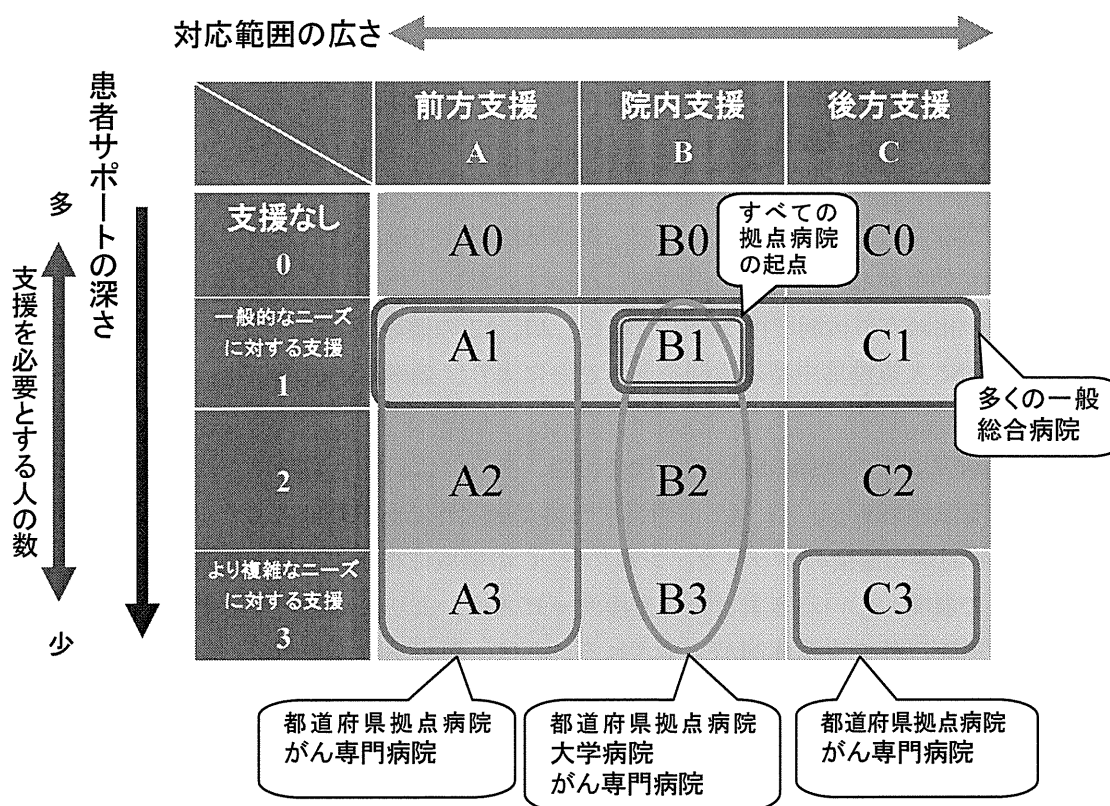 対応範囲の広さ
患者サポートの深さ
多
支援を必要とする人の数
少
前方支援
A
院内支援
B
後方支援
C
支援なし
0
A0
B0
C0
すべての
拠点病院
の起点
一般的なニーズ
に対する支援
1
A1
B1
C1
多くの一般
総合病院
2
A2
B2
C2
より複雑なニーズ
に対する支援
3
A3
B3
C3
都道府県拠点病院
がん専門病院
都道府県拠点病院
大学病院
がん専門病院
都道府県拠点病院
がん専門病院